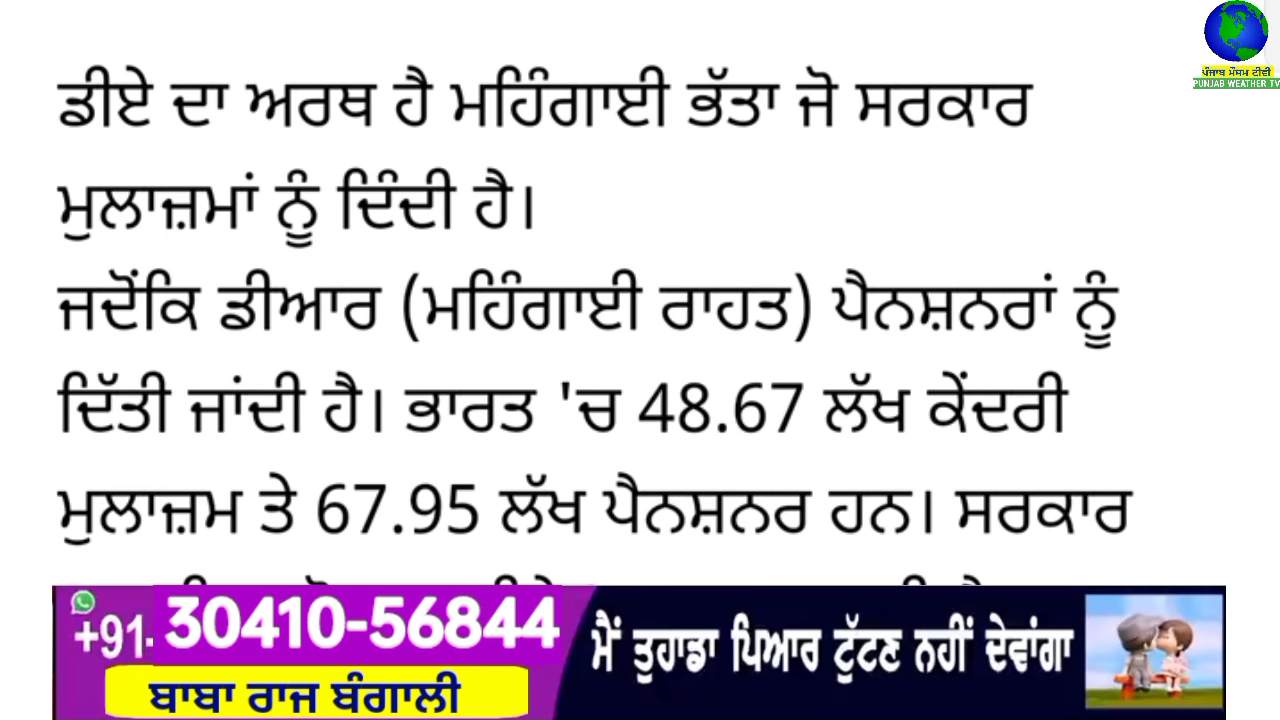 ਪੰਜਾਬ ਮੌਸਮ ਟੀਵੀ
PUNJAB WEATHER TV
ਡੀਏ ਦਾ ਅਰਥ ਹੈ ਮਹਿੰਗਾਈ ਭੱਤਾ ਜੋ ਸਰਕਾਰ
ਮੁਲਾਜ਼ਮਾਂ ਨੂੰ ਦਿੰਦੀ ਹੈ।
ਜਦੋਂਕਿ ਡੀਆਰ (ਮਹਿੰਗਾਈ ਰਾਹਤ) ਪੈਨਸ਼ਨਰਾਂ ਨੂੰ
ਦਿੱਤੀ ਜਾਂਦੀ ਹੈ। ਭਾਰਤ 'ਚ 48.67 ਲੱਖ ਕੇਂਦਰੀ
ਮੁਲਾਜ਼ਮ ਤੇ 67.95 ਲੱਖ ਪੈਨਸ਼ਨਰ ਹਨ। ਸਰਕਾਰ
+91. 30410-56844
ਬਾਬਾ ਰਾਜ ਬੰਗਾਲੀ
ਮੈਂ ਤੁਹਾਡਾ ਪਿਆਰ ਟੁੱਟਣ ਨਹੀਂ ਦੇਵਾਂਗਾ